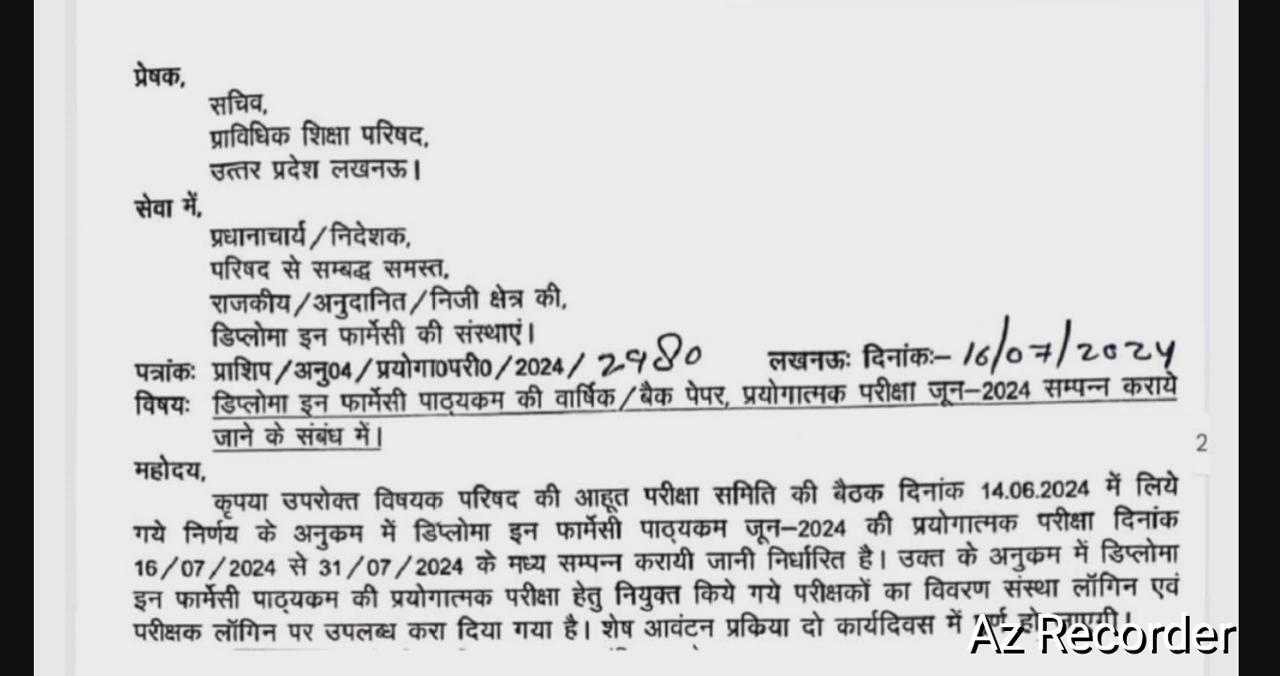 प्रेषक,
सचिव,
प्राविधिक शिक्षा परिषद,
उत्तर प्रदेश लखनऊ।
सेवा में,
प्रधानाचार्य/निदेशक,
परिषद से सम्बद्ध समस्त,
राजकीय/अनुदानित/निजी क्षेत्र की,
डिप्लोमा इन फार्मेसी की संस्थाएं।
पत्रांकः प्राशिप/अनु04/प्रयोगा0परी0/2024/2980 लखनऊः दिनांकः– 16/07/2024
विषयः डिप्लोमा इन फार्मेसी पाठ्यकम की वार्षिक/बैक पेपर, प्रयोगात्मक परीक्षा जून–2024 सम्पन्न कराये
जाने के संबंध में।
2
महोदय,
कृपया उपरोक्त विषयक परिषद की आहूत परीक्षा समिति की बैठक दिनांक 14.06.2024 में लिये
गये निर्णय के अनुकम में डिप्लोमा इन फार्मेसी पाठ्यकम जून–2024 की प्रयोगात्मक परीक्षा दिनांक
16/07/2024 से 31/07/2024 के मध्य सम्पन्न करायी जानी निर्धारित है। उक्त के अनुकम में डिप्लोमा
इन फार्मेसी पाठ्यकम की प्रयोगात्मक परीक्षा हेतु नियुक्त किये गये परीक्षकों का विवरण संस्था लॉगिन एवं
परीक्षक लॉगिन पर उपलब्ध करा दिया गया है। शेष आवंटन प्रकिया दो कार्यदिवस में
Az Recorder